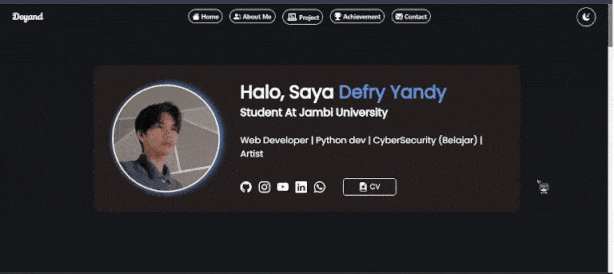 Deyand
Home
About Me
Project
Achievement
Contact
Halo, Saya Defry Yandy
Student At Jambi University
Web Developer | Python dev | CyberSecurity (Belajar) |
Artist
CV